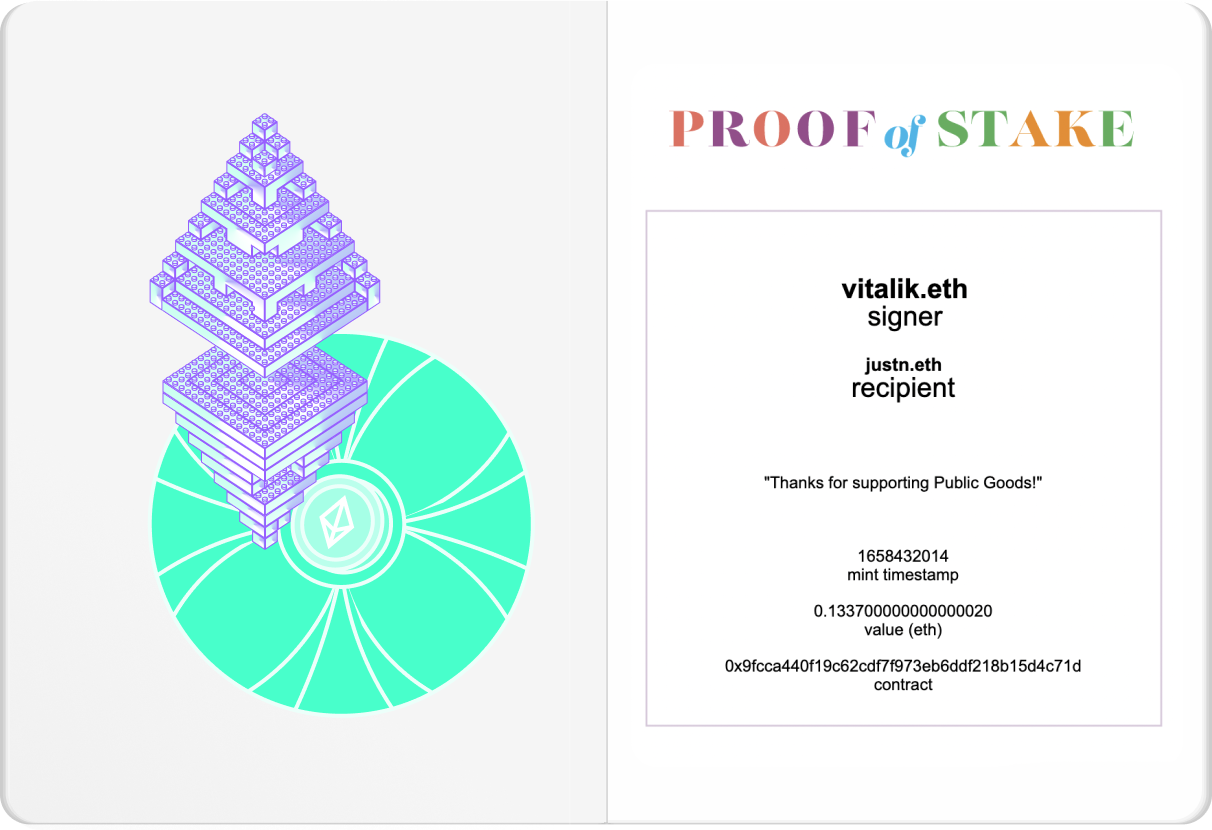 PROOF of STAKE
vitalik.eth
signer
justn.eth
recipient
"Thanks for supporting Public Goods!"
1658432014
mint timestamp
0.133700000000000020
value (eth)
0x9fcca440f19c62cdf7f973eb6ddf218b15d4c71d
contract